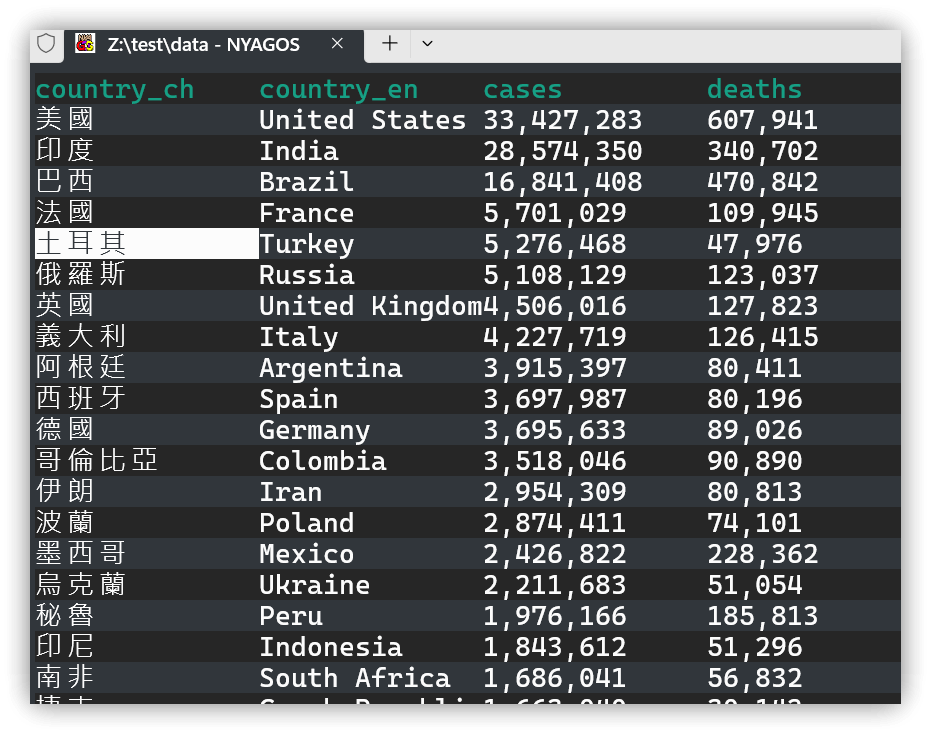 Z:\test\data - NYAGOS
country_ch country_en cases deaths
美國 United States 33,427,283 607,941
印度 India 28,574,350 340,702
巴西 Brazil 16,841,408 470,842
法國 France 5,701,029 109,945
土耳其 Turkey 5,276,468 47,976
俄羅斯 Russia 5,108,129 123,037
英國 United Kingdom4,506,016 127,823
義大利 Italy 4,227,719 126,415
阿根廷 Argentina 3,915,397 80,411
西班牙 Spain 3,697,987 80,196
德國 Germany 3,695,633 89,026
哥倫比亞 Colombia 3,518,046 90,890
伊朗 Iran 2,954,309 80,813
波蘭 Poland 2,874,411 74,101
墨西哥 Mexico 2,426,822 228,362
烏克蘭 Ukraine 2,211,683 51,054
秘魯 Peru 1,976,166 185,813
印尼 Indonesia 1,843,612 51,296
南非 South Africa 1,686,041 56,832